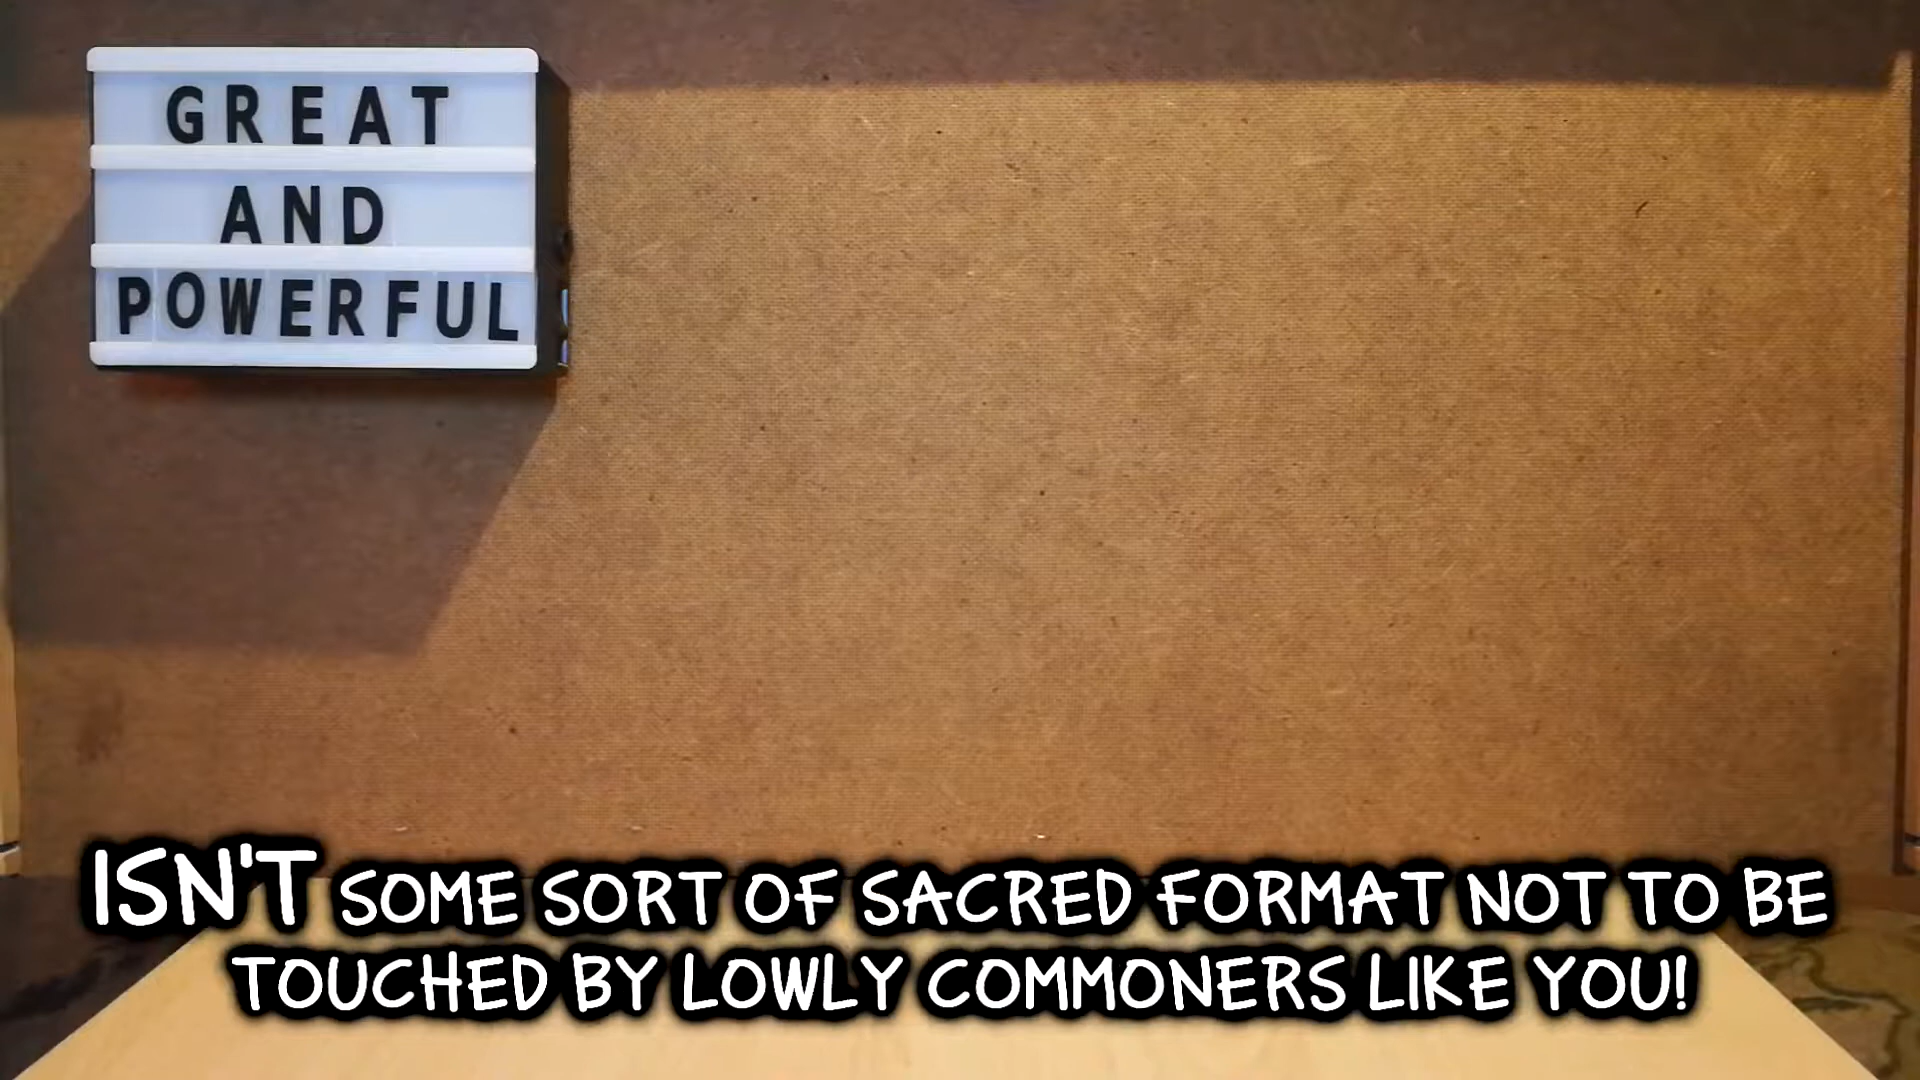 GREAT
AND
POWERFUL
ISN'T SOME SORT OF SACRED FORMAT NOT TO BE
TOUCHED BY LOWLY COMMONERS LIKE YOU!